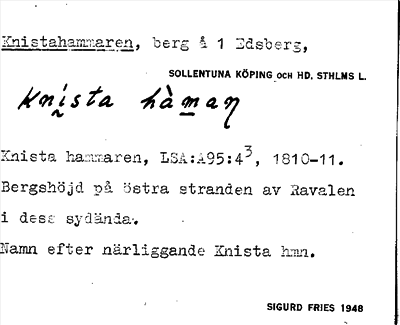 Knistahammaren, berg å 1 Edsberg,
SOLLENTUNA KÖPING OCH HD. STHLMS L.
Knista hàmaꞃ
Knista hammaren, LSA:A95:4³, 1810-11.
Bergshöjd på östra stranden av Ravalen
i dess sydända.
Namn efter närliggande Knista hmn.
SIGURD FRIES 1948